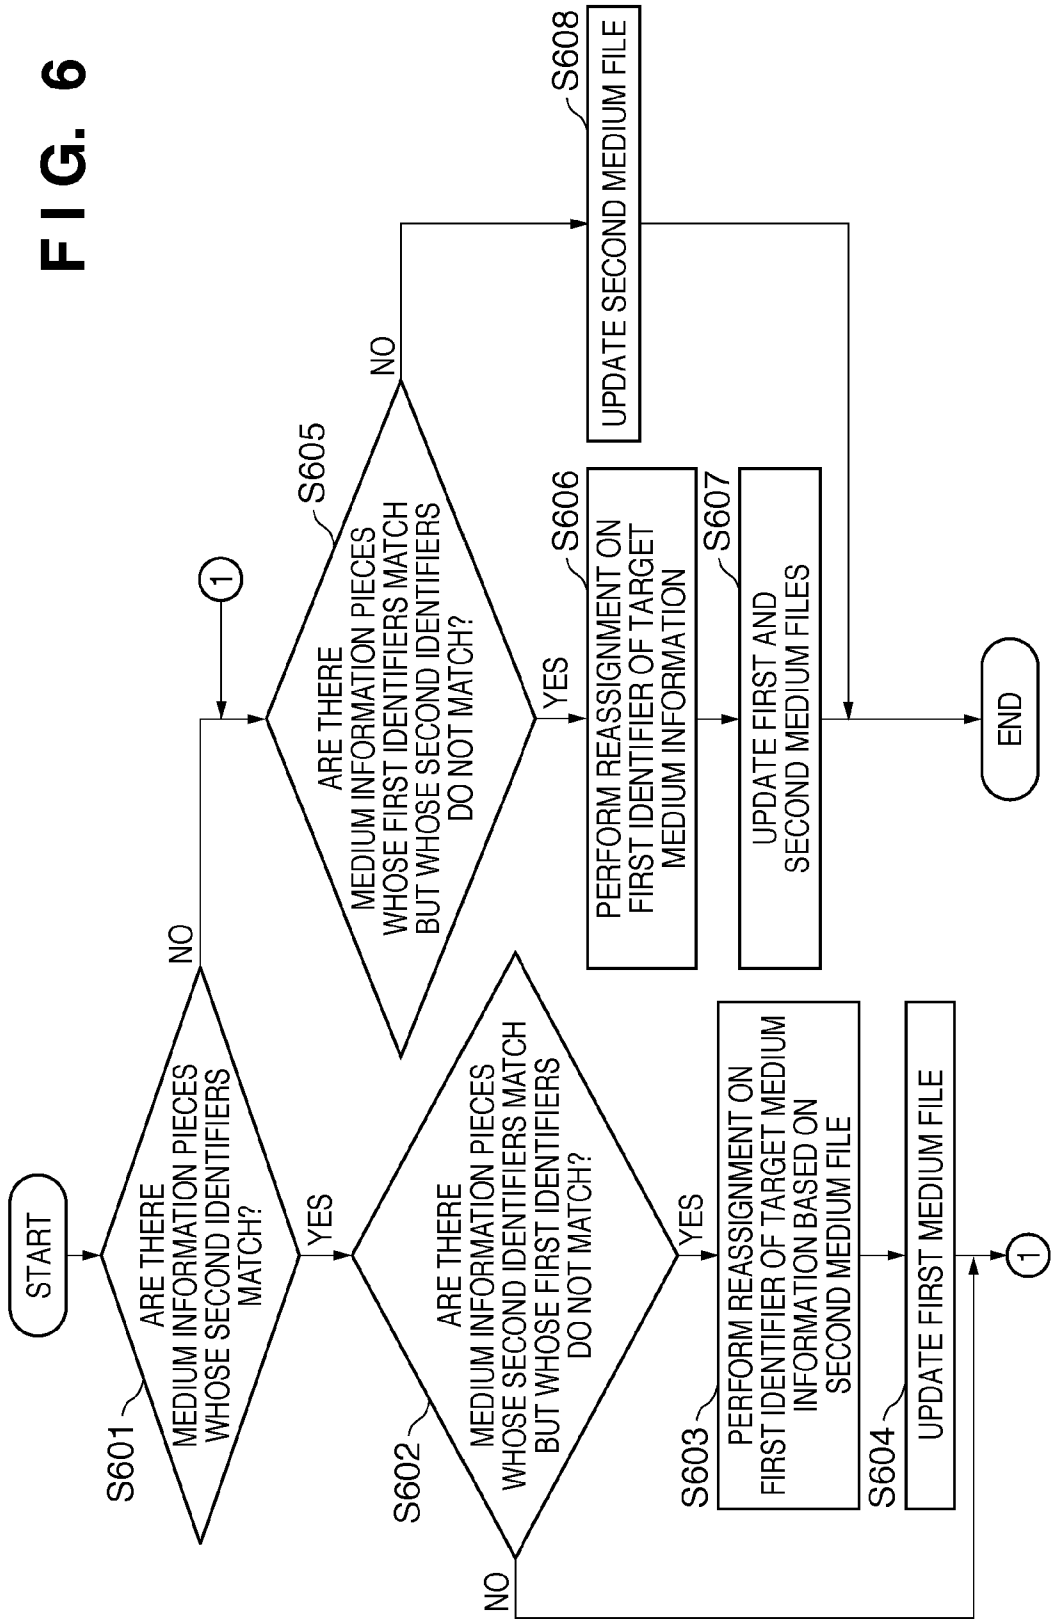 FIG. 6
START
S601
ARE THERE
MEDIUM INFORMATION PIECES
WHOSE SECOND IDENTIFIERS
MATCH?
NO
YES
S602
ARE THERE
MEDIUM INFORMATION PIECES
WHOSE SECOND IDENTIFIERS MATCH
BUT WHOSE FIRST IDENTIFIERS
DO NOT MATCH?
NO
YES
S603
PERFORM REASSIGNMENT ON
FIRST IDENTIFIER OF TARGET MEDIUM
INFORMATION BASED ON
SECOND MEDIUM FILE
S604
UPDATE FIRST MEDIUM FILE
1
1
S605
ARE THERE
MEDIUM INFORMATION PIECES
WHOSE FIRST IDENTIFIERS MATCH
BUT WHOSE SECOND IDENTIFIERS
DO NOT MATCH?
NO
YES
S606
PERFORM REASSIGNMENT ON
FIRST IDENTIFIER OF TARGET
MEDIUM INFORMATION
S607
UPDATE FIRST AND
SECOND MEDIUM FILES
S608
UPDATE SECOND MEDIUM FILE
END